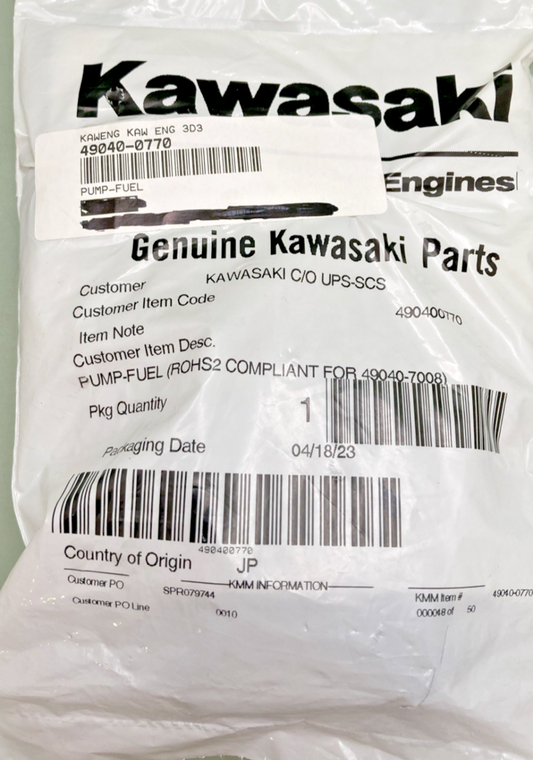 Kawasaki
KAWENG KAW ENG 3D3
49040-0770
PUMP-FUEL
Engines
Genuine Kawasaki Parts
Customer KAWASAKI C/O UPS-SCS
Customer Item Code 490400770
Item Note
Customer Item Desc.
PUMP-FUEL (ROHS2 COMPLIANT FOR 49040-7008)
Pkg Quantity 1
Packaging Date 04/18/23
490400770
Country of Origin JP
KMM INFORMATION
Customer PO SPR079744 KMM Item # 49040-0770
Customer PO Line 0010 000048 of 50